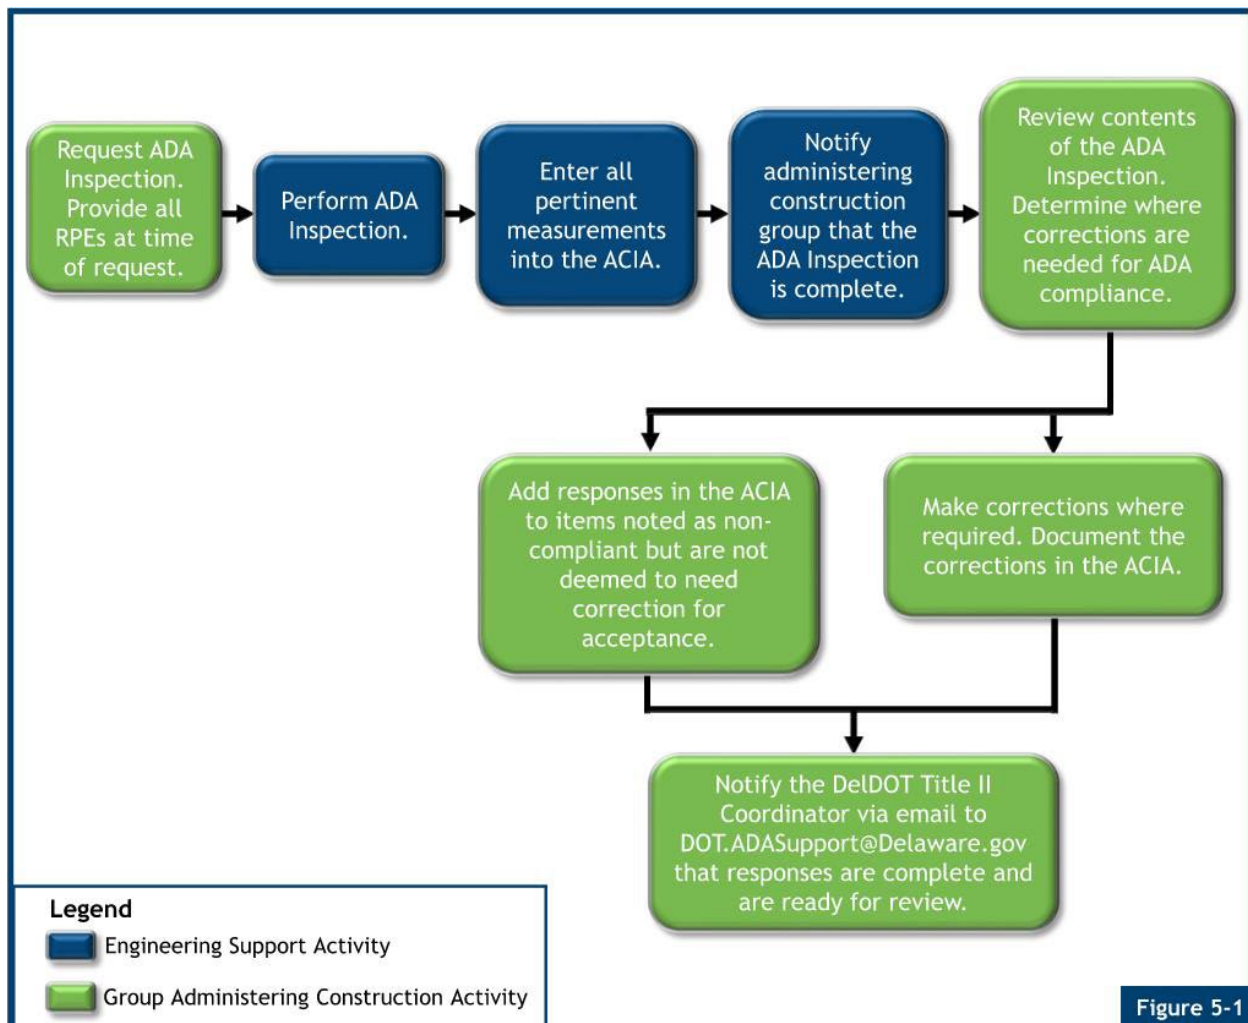 Request ADA
Inspection.
Provide all
RPEs at time
of request.
Perform ADA
Inspection.
Enter all
pertinent
measurements
into the ACIA.
Notify
administering
construction
group that the
ADA Inspection
is complete.
Review contents
of the ADA
Inspection.
Determine where
corrections are
needed for ADA
compliance.
Add responses in the ACIA
to items noted as non-
compliant but are not
deemed to need
correction for
acceptance.
Make corrections where
required. Document the
corrections in the ACIA.
Notify the DelDOT Title II
Coordinator via email to
DOT.ADASupport@Delaware.gov
that responses are complete and
are ready for review.
Legend
Engineering Support Activity
Group Administering Construction Activity
Figure 5-1